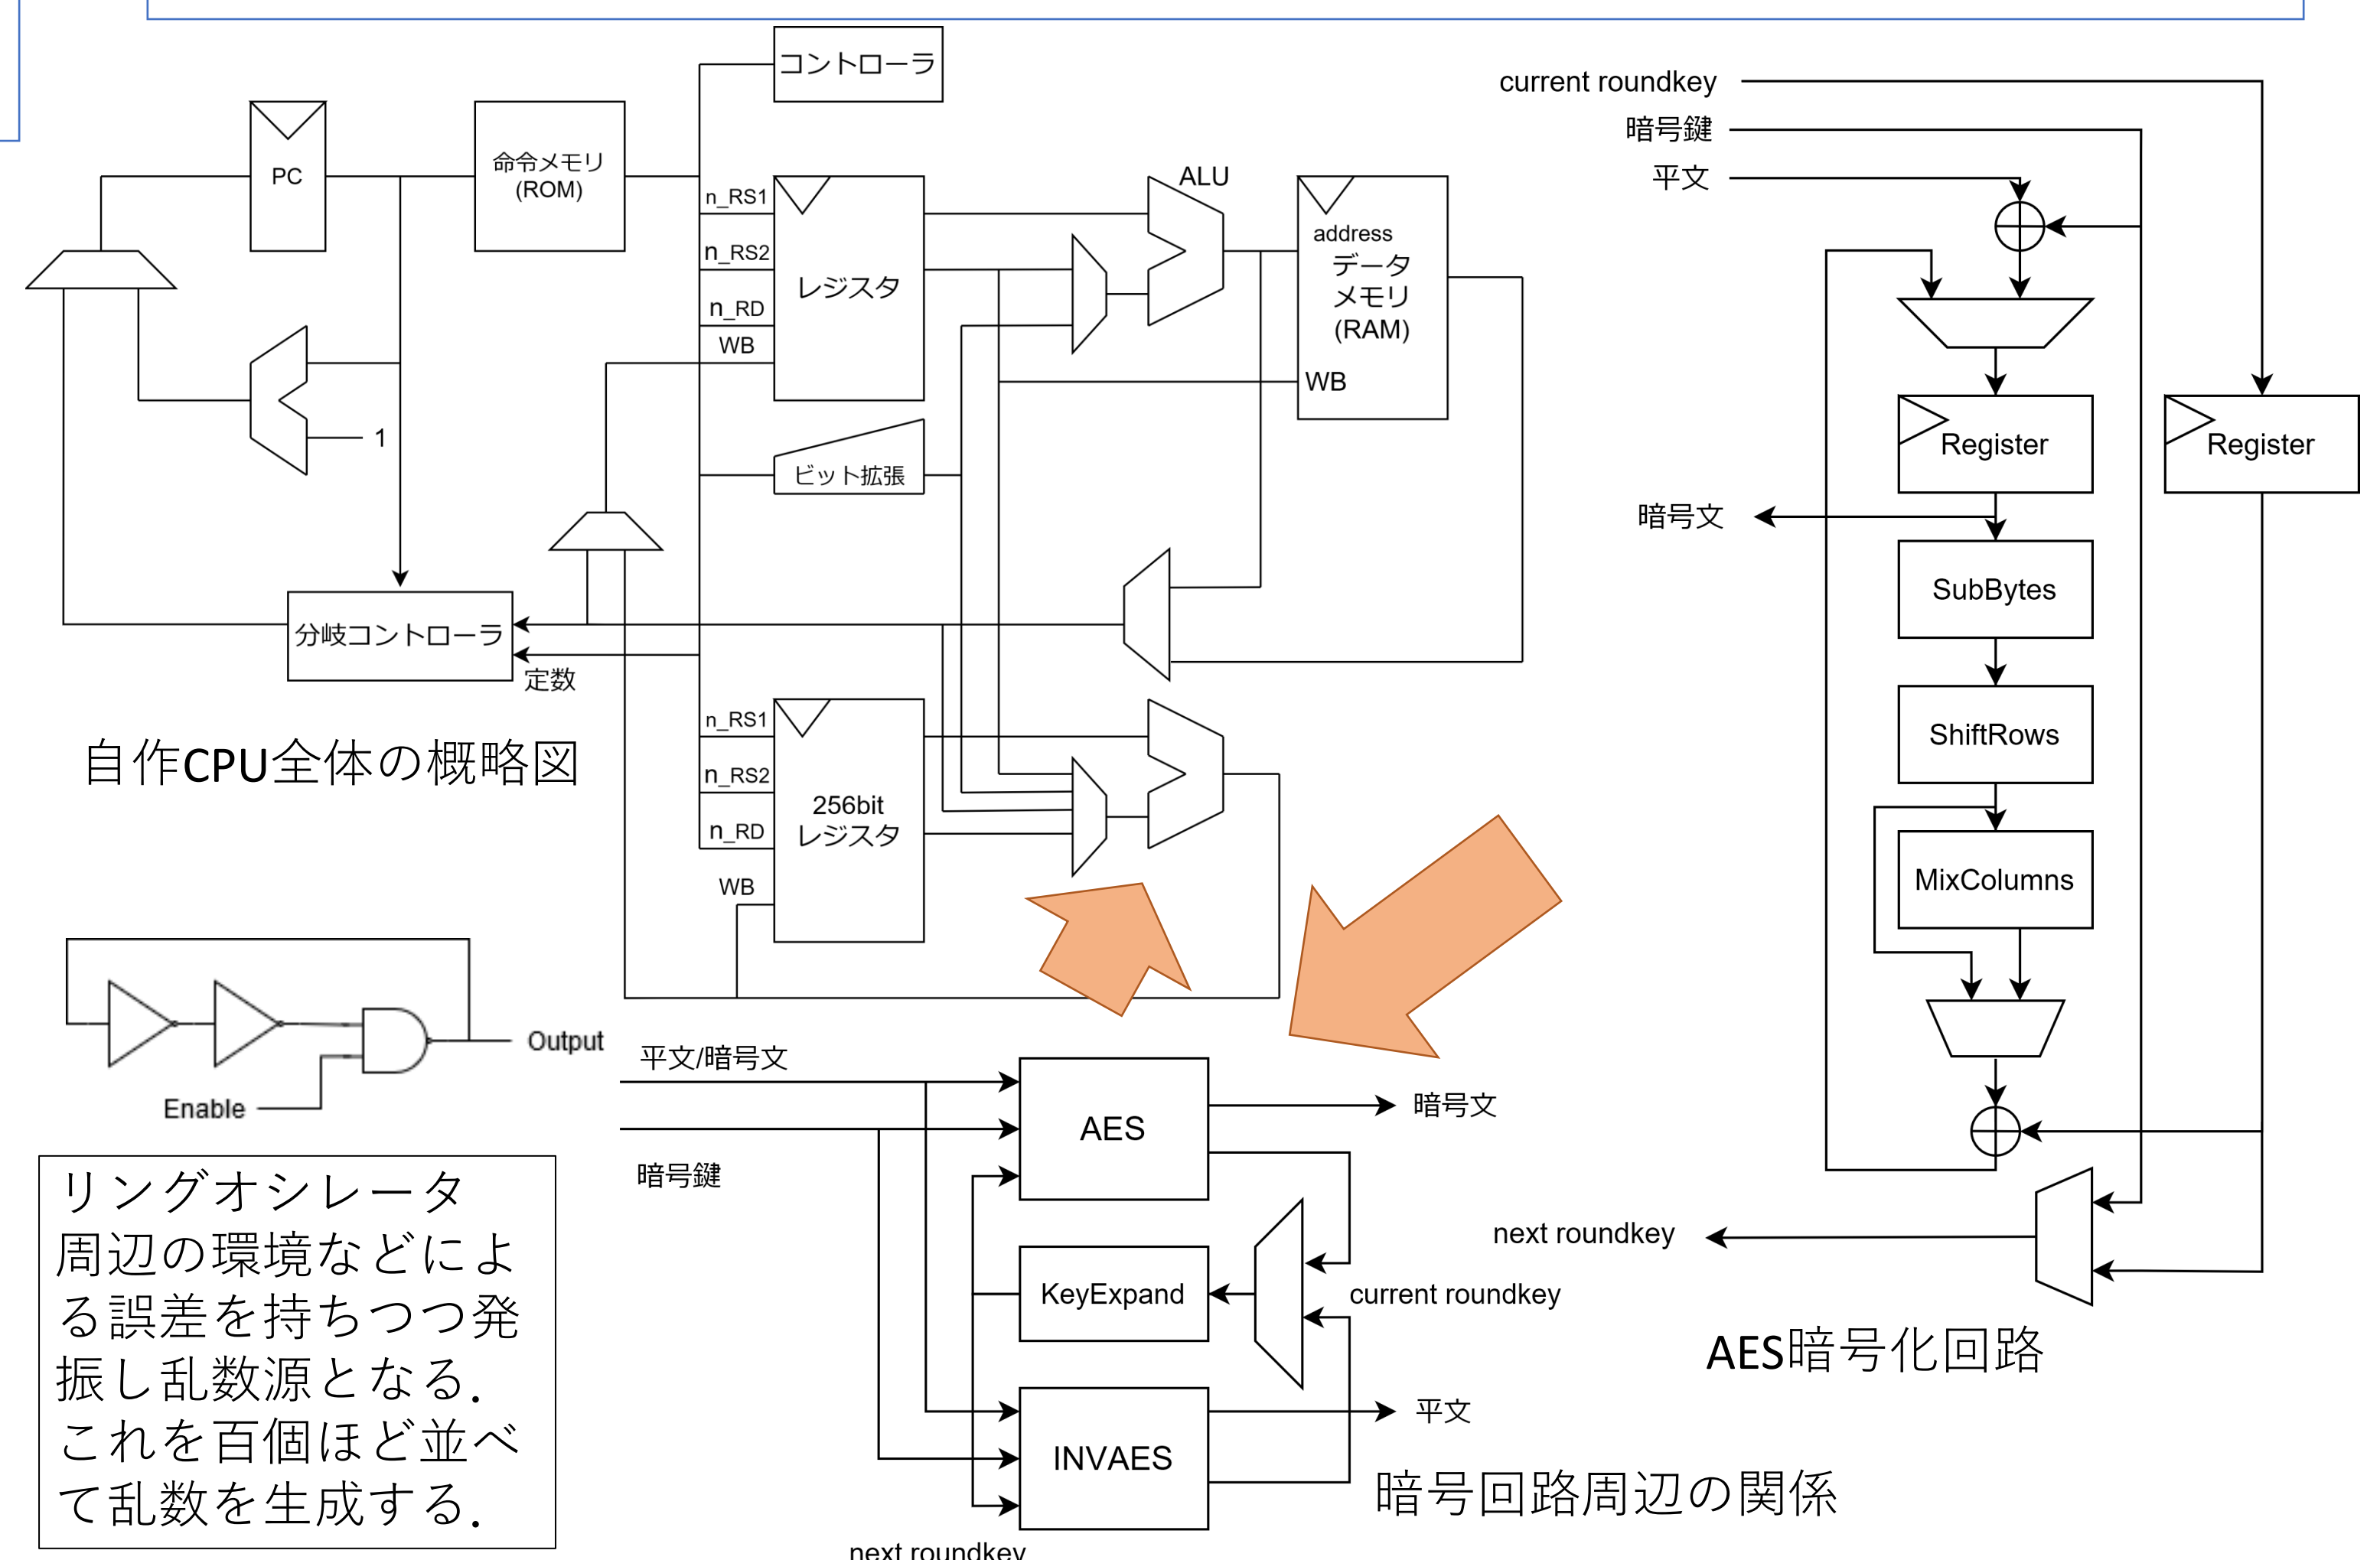 コントローラ
PC
命令メモリ
(ROM)
n_RS1
n_RS2
n_RD
WB
レジスタ
ALU
address
データ
メモリ
(RAM)
WB
1
ビット拡張
分岐コントローラ
定数
n_RS1
n_RS2
n_RD
WB
256bit
レジスタ
自作CPU全体の概略図
Output
Enable
リングオシレータ
周辺の環境などによ
る誤差を持ちつつ発
振し乱数源となる．
これを百個ほど並べ
て乱数を生成する．
平文/暗号文
暗号鍵
AES
暗号文
KeyExpand
current roundkey
INVAES
平文
next roundkey
暗号回路周辺の関係
current roundkey
暗号鍵
平文
Register
Register
暗号文
SubBytes
ShiftRows
MixColumns
next roundkey
AES暗号化回路